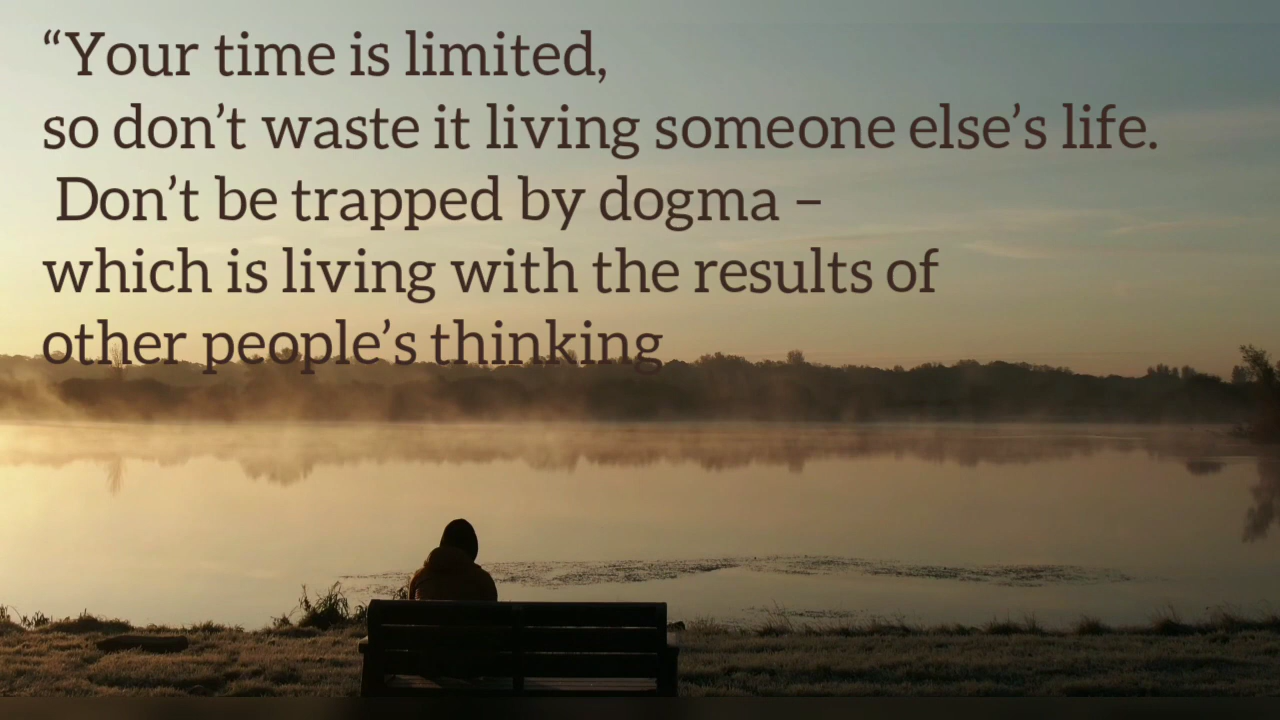 “Your time is limited,
so don’t waste it living someone else’s life.
Don’t be trapped by dogma –
which is living with the results of
other people’s thinking